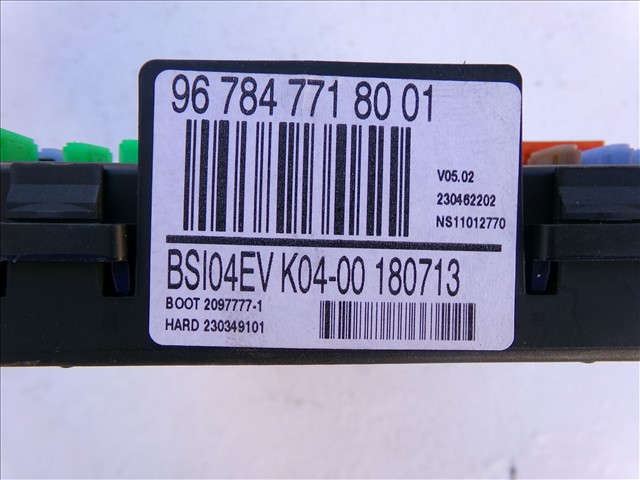 96 784 771 80 01
V05.02
230462202
NS11012770
BSI04EV K04-00 180713
BOOT 2097777-1
HARD 230349101